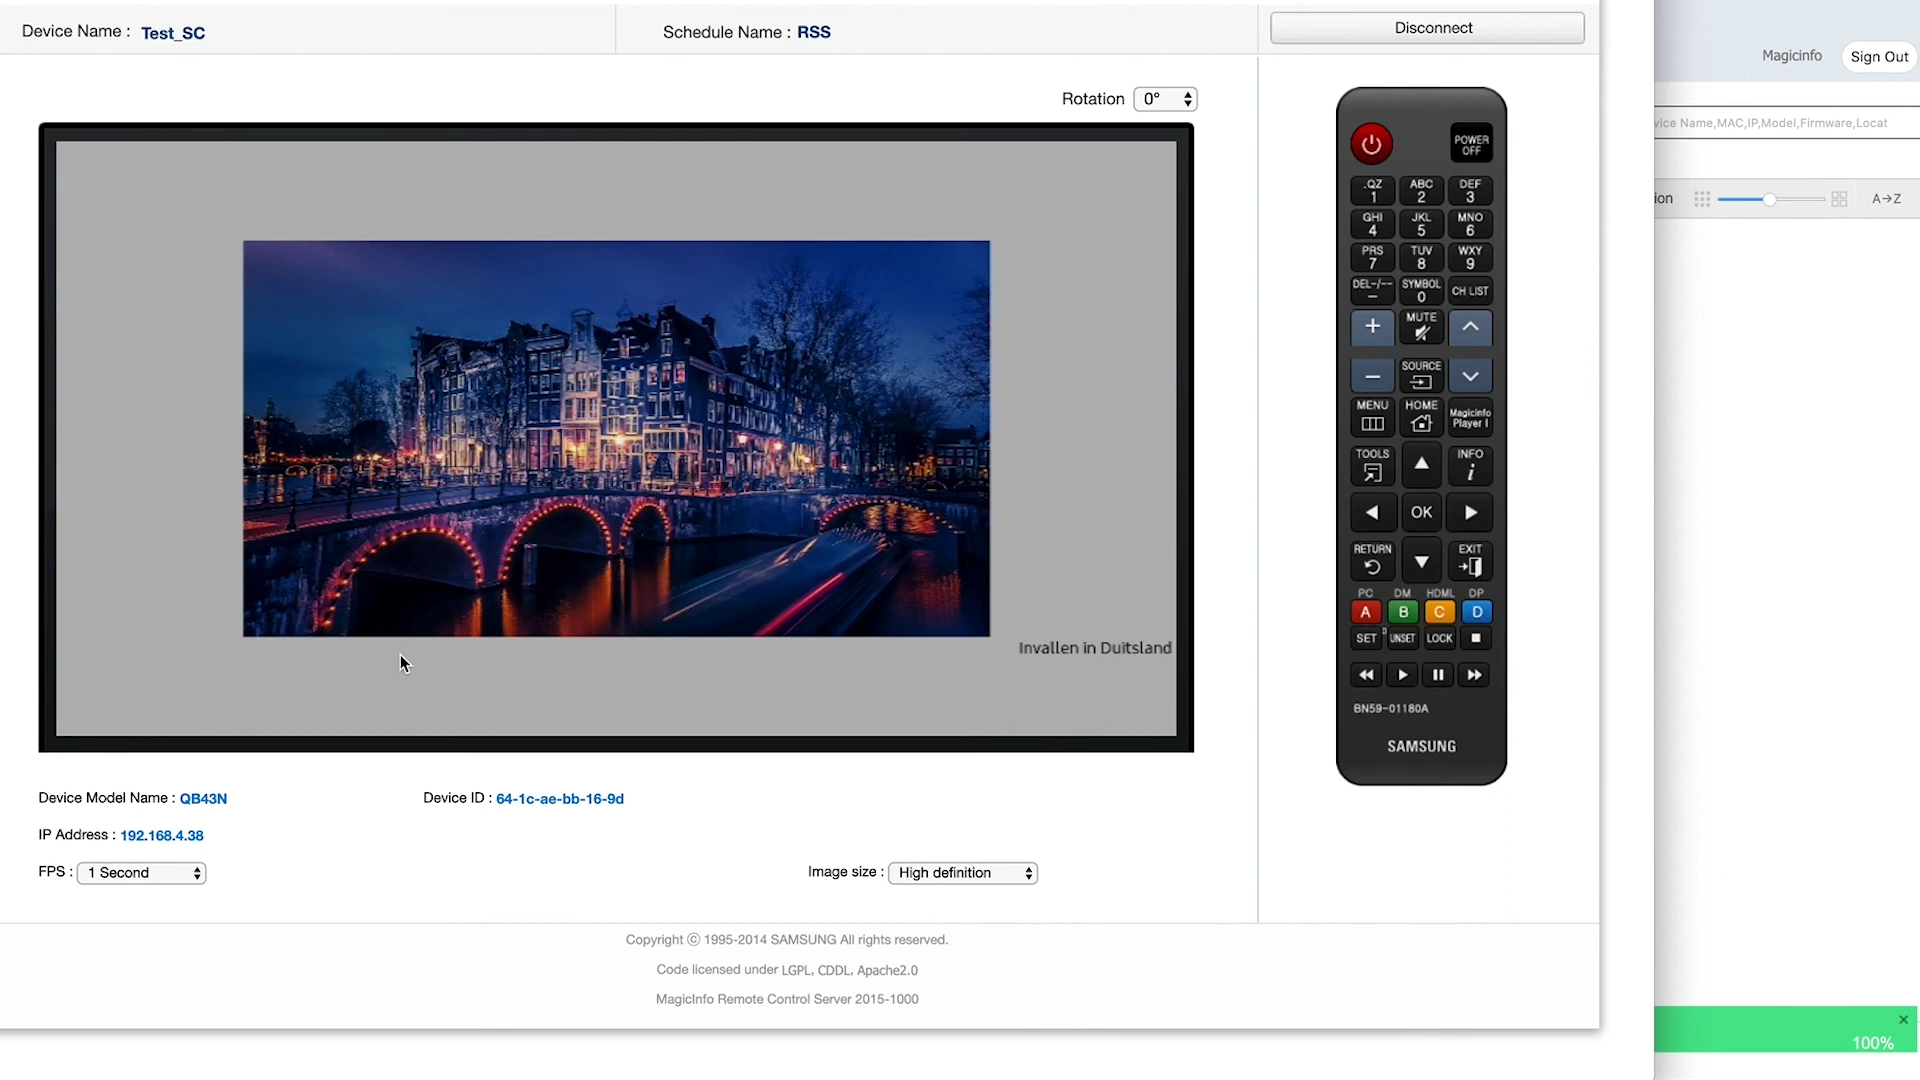 Device Name : Test_SC
Schedule Name : RSS
Disconnect
Magicinfo
Sign Out
Rotation 0°
vice Name,MAC,IP,Model,Firmware,Locat
ion
A→Z
POWER OFF
.QZ 1 ABC 2 DEF 3
GHI 4 JKL 5 MNO 6
PRS 7 TUV 8 WXY 9
DEL-/-- – SYMBOL 0 CH LIST
+ MUTE
− SOURCE
MENU HOME MagicInfo Player I
TOOLS INFO i
OK
RETURN EXIT
PC DM HDMI DP
A B C D
SET UNSET LOCK
BN59-01180A
SAMSUNG
Invallen in Duitsland
Device Model Name : QB43N
Device ID : 64-1c-ae-bb-16-9d
IP Address : 192.168.4.38
FPS : 1 Second
Image size : High definition
Copyright ⓒ 1995-2014 SAMSUNG All rights reserved.
Code licensed under LGPL, CDDL, Apache2.0
MagicInfo Remote Control Server 2015-1000
100%